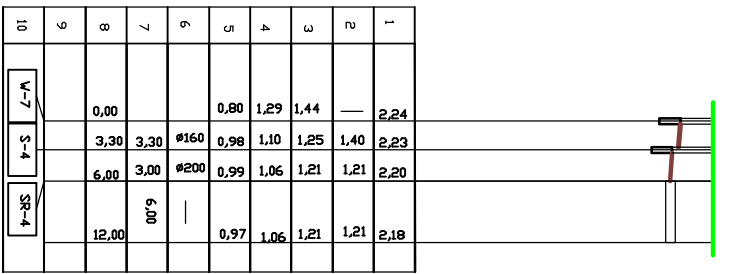 10 9 8 7 6 5 4 3 2 1
W-7 0,00 0,80 1,29 1,44 — 2,24
S-4 3,30 3,30 ø160 0,98 1,10 1,25 1,40 2,23
6,00 3,00 ø200 0,99 1,06 1,21 1,21 2,20
SR-4 12,00 6,00 — 0,97 1,06 1,21 1,21 2,18